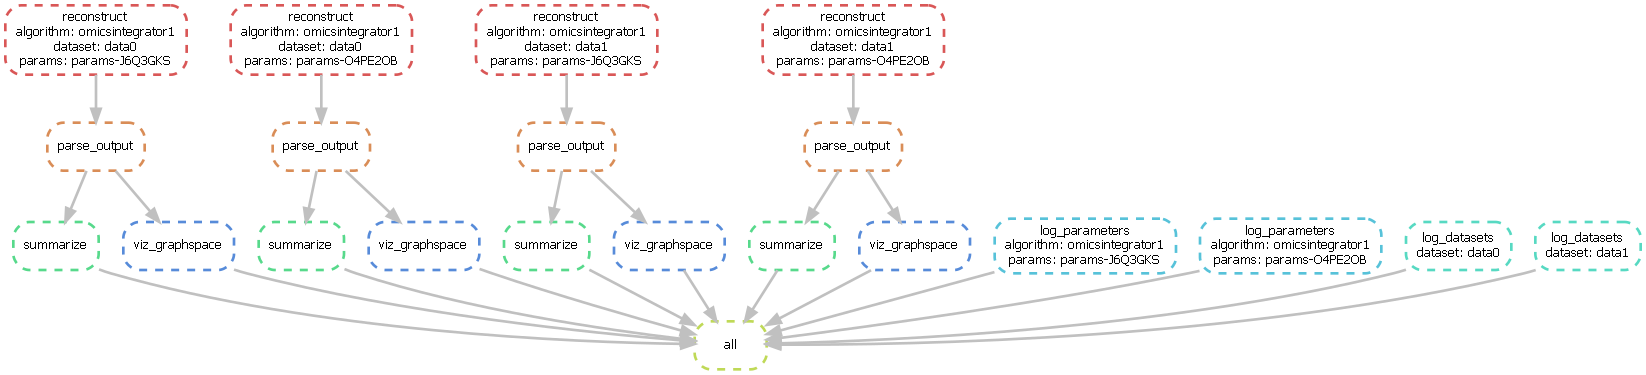 reconstruct
algorithm: omicsintegrator1
dataset: data0
params: params-J6Q3GKS
reconstruct
algorithm: omicsintegrator1
dataset: data0
params: params-O4PE2OB
reconstruct
algorithm: omicsintegrator1
dataset: data1
params: params-J6Q3GKS
reconstruct
algorithm: omicsintegrator1
dataset: data1
params: params-O4PE2OB
parse_output
parse_output
parse_output
parse_output
summarize
viz_graphspace
summarize
viz_graphspace
summarize
viz_graphspace
summarize
viz_graphspace
log_parameters
algorithm: omicsintegrator1
params: params-J6Q3GKS
log_parameters
algorithm: omicsintegrator1
params: params-O4PE2OB
log_datasets
dataset: data0
log_datasets
dataset: data1
all